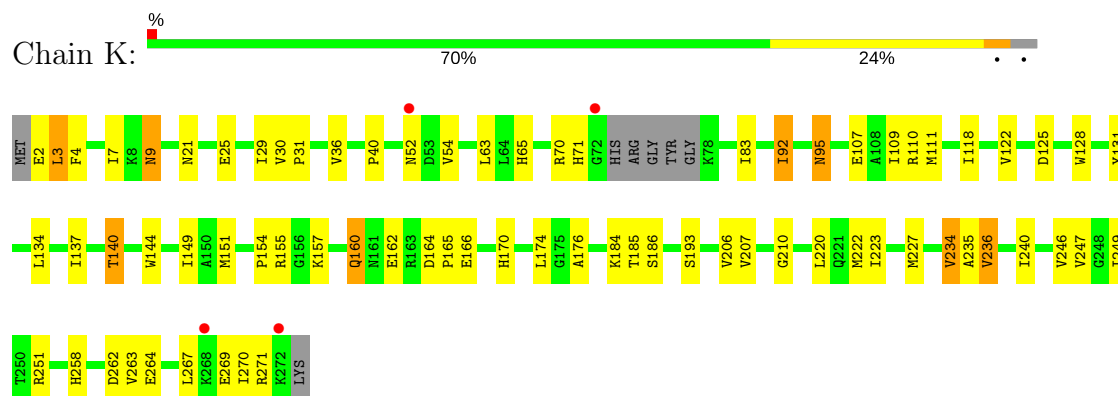 %
Chain K:
70% 24% • •
MET E2 L3 F4 I7 K8 N9 N21 E25 I29 V30 P31 V36 P40 N52 D53 V54 L63 L64 H65 R70 H71 G72 HIS ARG GLY TYR GLY K78 I83 I92 N95 E107 A108 I109 R110 M111 I118 V122 D125 W128 Y131
L134 I137 T140 W144 I149 A150 M151 P154 R155 G156 K157 Q160 N161 E162 R163 D164 P165 E166 H170 L174 G175 A176 K184 T185 S186 S193 V206 V207 G210 L220 Q221 M222 I223 M227 V234 A235 V236 I240 V246 V247 G248 I249
T250 R251 H258 D262 V263 E264 L267 K268 E269 I270 R271 K272 LYS